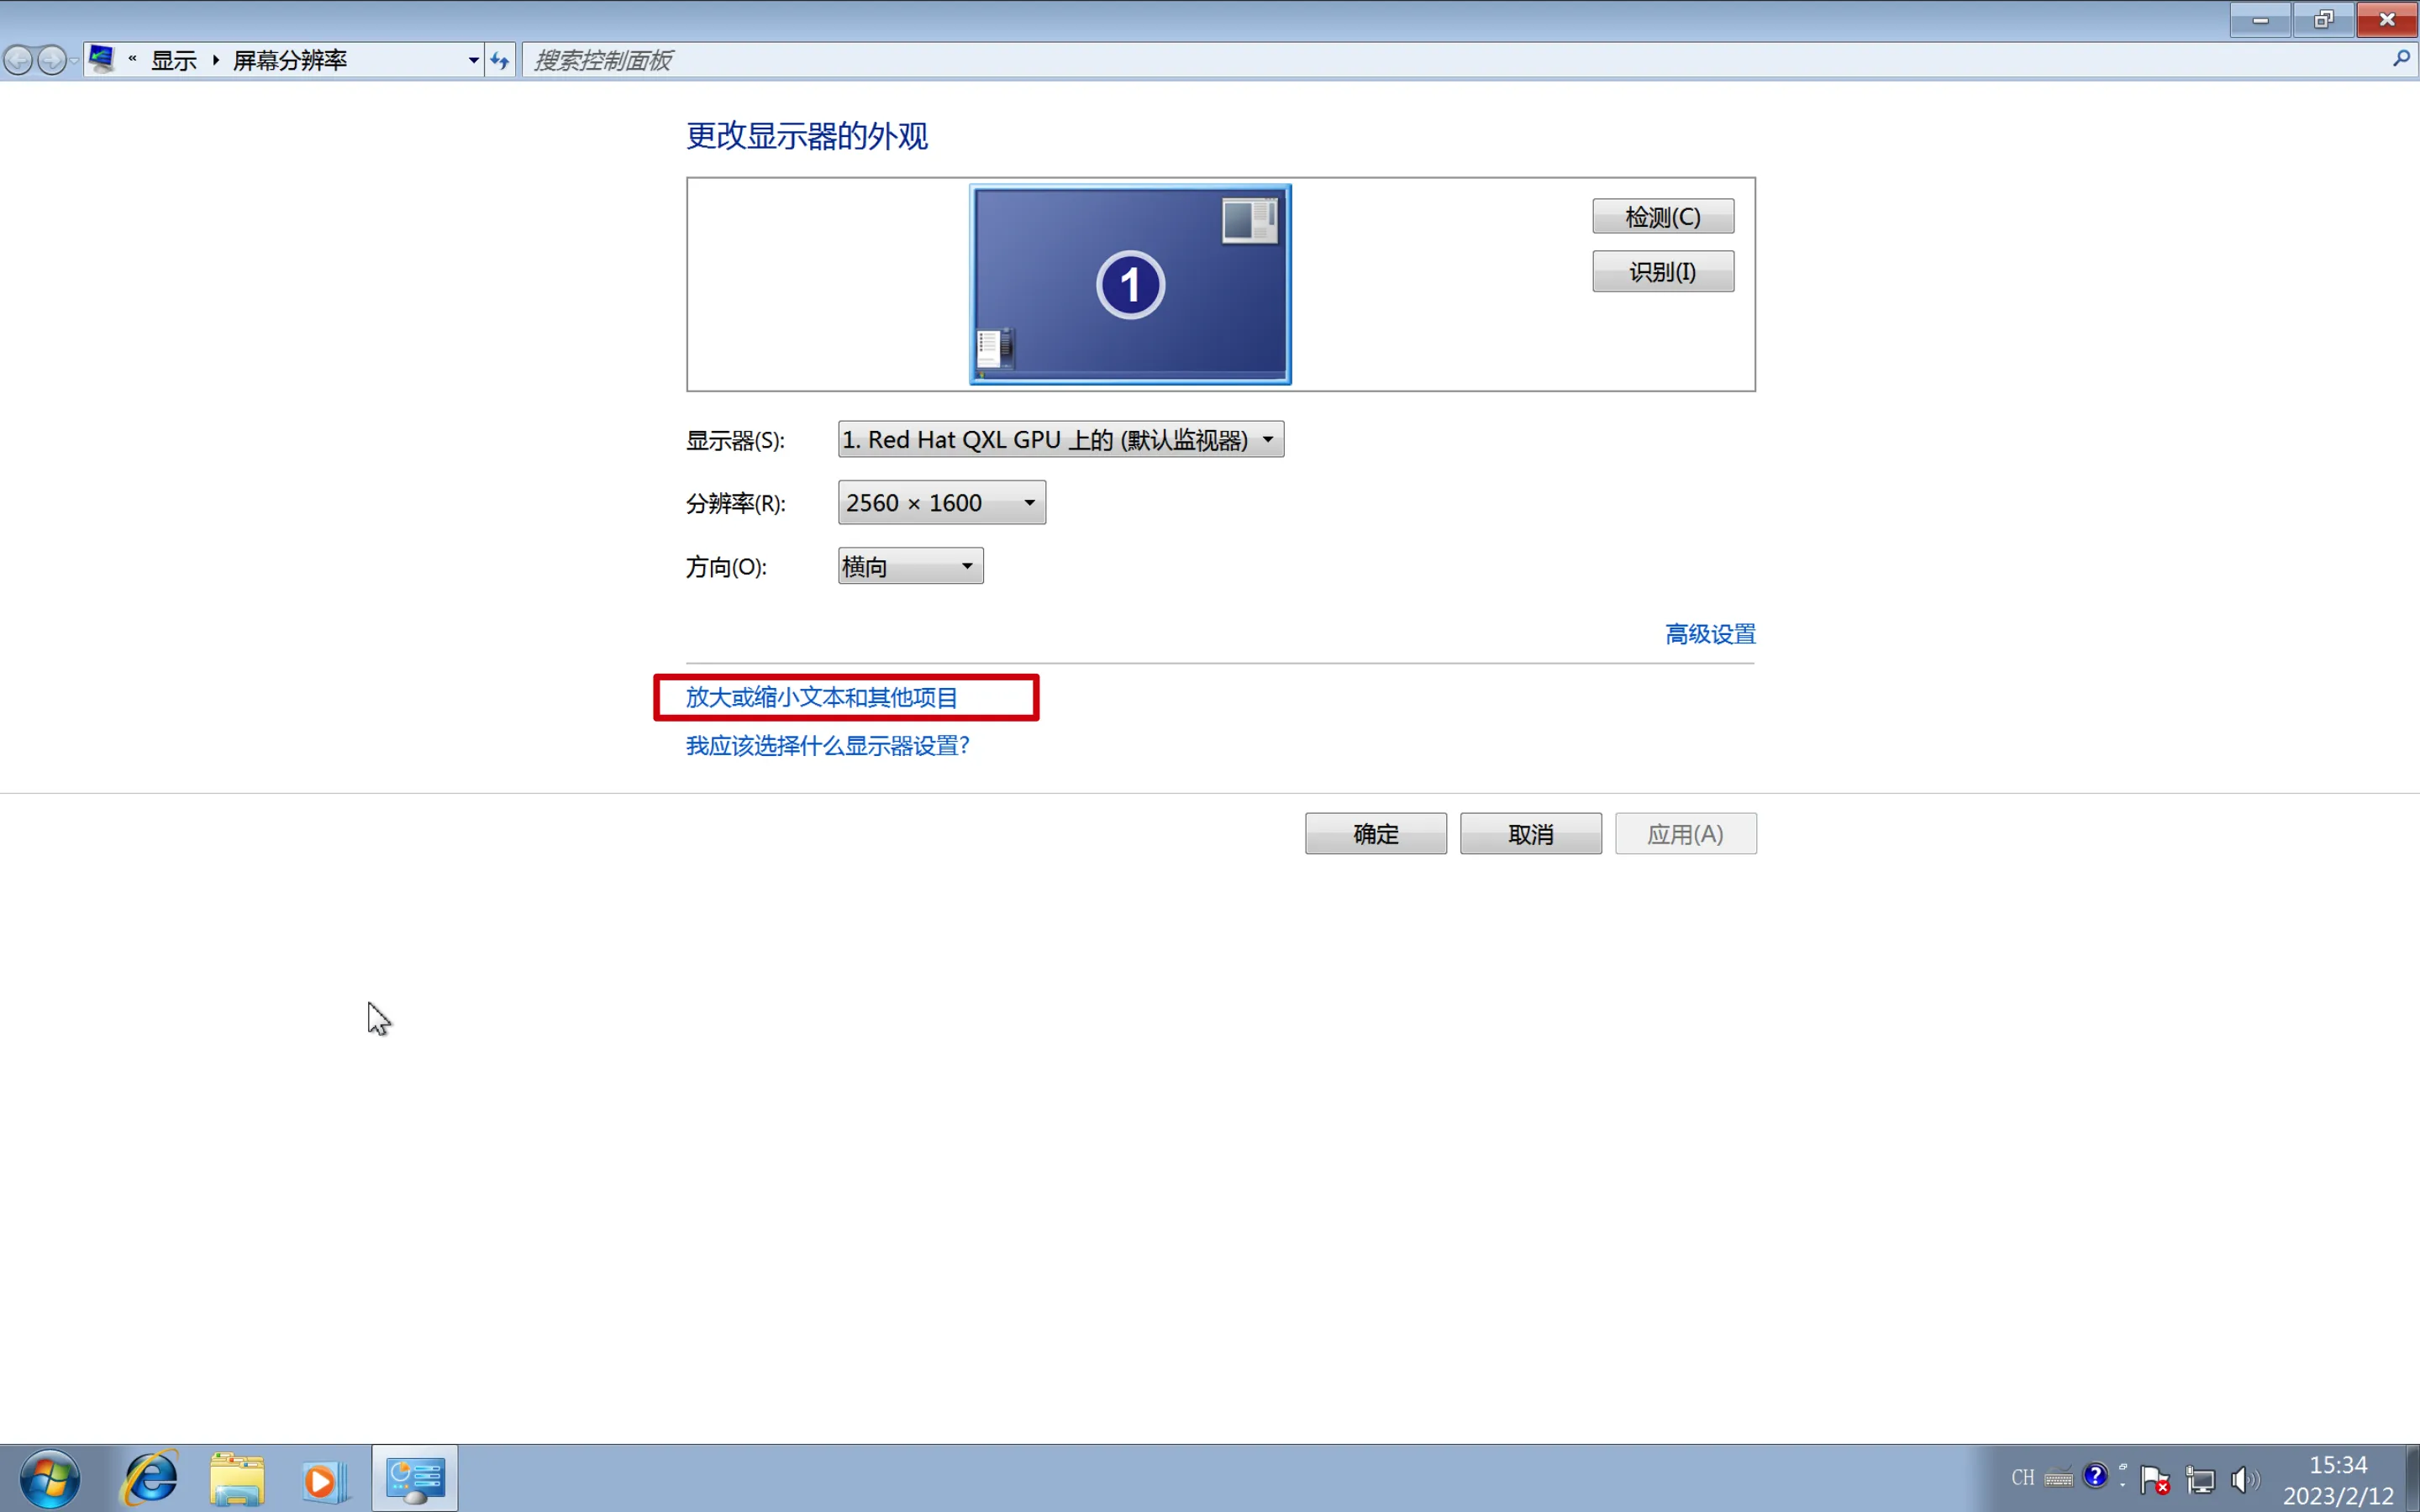 « 显示 ▸ 屏幕分辨率
搜索控制面板
更改显示器的外观
1
检测(C)
识别(I)
显示器(S):
1. Red Hat QXL GPU 上的 (默认监视器)
分辨率(R):
2560 × 1600
方向(O):
横向
高级设置
放大或缩小文本和其他项目
我应该选择什么显示器设置?
确定
取消
应用(A)
CH
15:34
2023/2/12